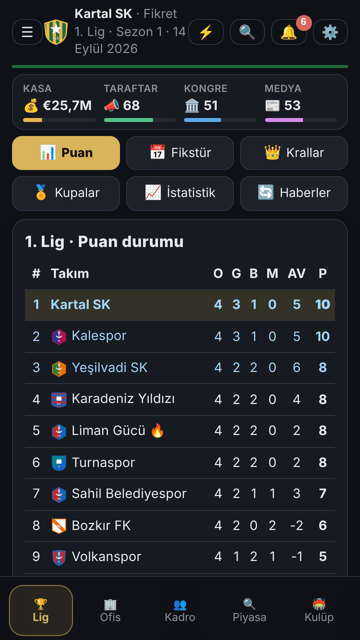 Kartal SK · Fikret
1. Lig · Sezon 1 · 14
Eylül 2026
6
KASA TARAFTAR KONGRE MEDYA
€25,7M 68 51 53
Puan Fikstür Krallar
Kupalar İstatistik Haberler
1. Lig · Puan durumu
# Takım O G B M AV P
1 Kartal SK 4 3 1 0 5 10
2 Kalespor 4 3 1 0 5 10
3 Yeşilvadi SK 4 2 2 0 6 8
4 Karadeniz Yıldızı 4 2 2 0 4 8
5 Liman Gücü 🔥 4 2 2 0 2 8
6 Turnaspor 4 2 2 0 2 8
7 Sahil Belediyespor 4 2 1 1 3 7
8 Bozkır FK 4 2 0 2 -2 6
9 Volkanspor 4 1 2 1 -1 5
Lig Ofis Kadro Piyasa Kulüp